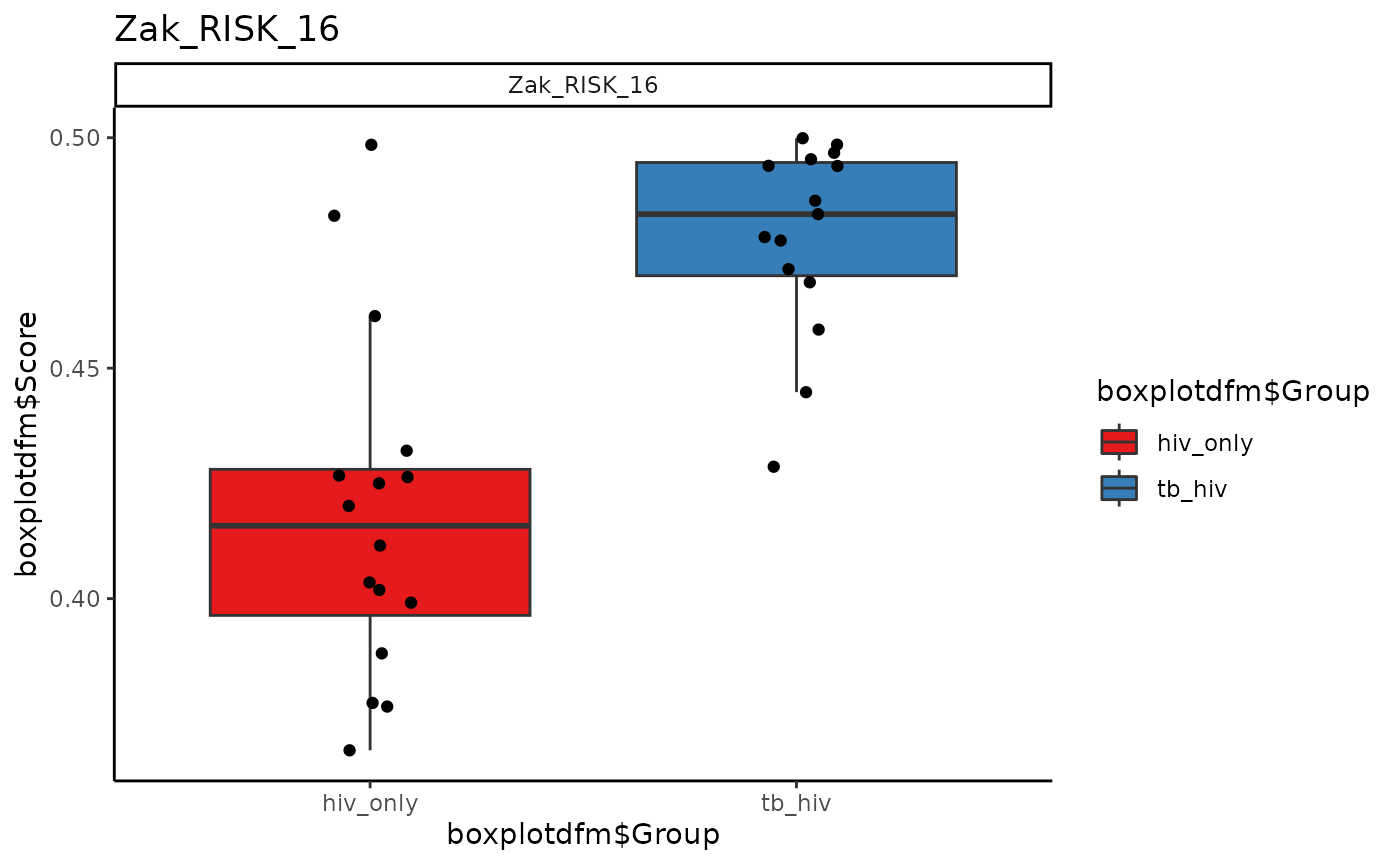 Zak_RISK_16
Zak_RISK_16
0.50
0.45
0.40
boxplotdfm$Score
hiv_only
tb_hiv
boxplotdfm$Group
boxplotdfm$Group
hiv_only
tb_hiv